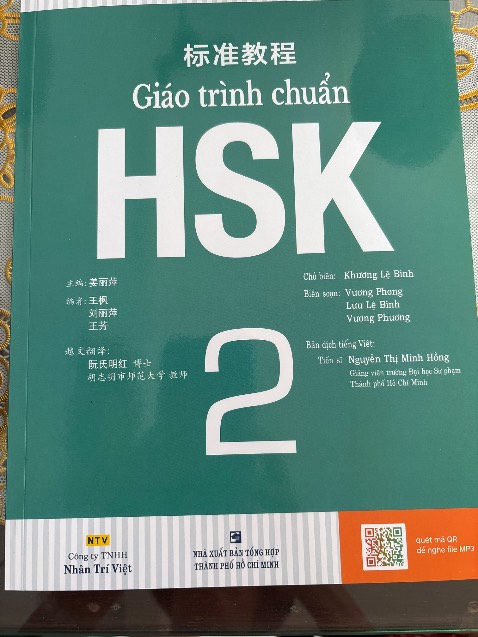 标准教程
Giáo trình chuẩn
HSK
主编: 姜丽萍
编者: 王枫
刘丽萍
王芳
越文翻译:
阮氏明红 博士
胡志明市师范大学 教师
Chủ biên: Khương Lệ Bình
Biên soạn: Vương Phong
Lưu Lệ Bình
Vương Phương
Bản dịch tiếng Việt:
Tiến sĩ Nguyễn Thị Minh Hồng
Giảng viên trường Đại học Sư phạm
Thành phố Hồ Chí Minh
2
NTV
Công ty TNHH
Nhân Trí Việt
NHÀ XUẤT BẢN TỔNG HỢP
THÀNH PHỐ HỒ CHÍ MINH
quét mã QR
để nghe file MP3